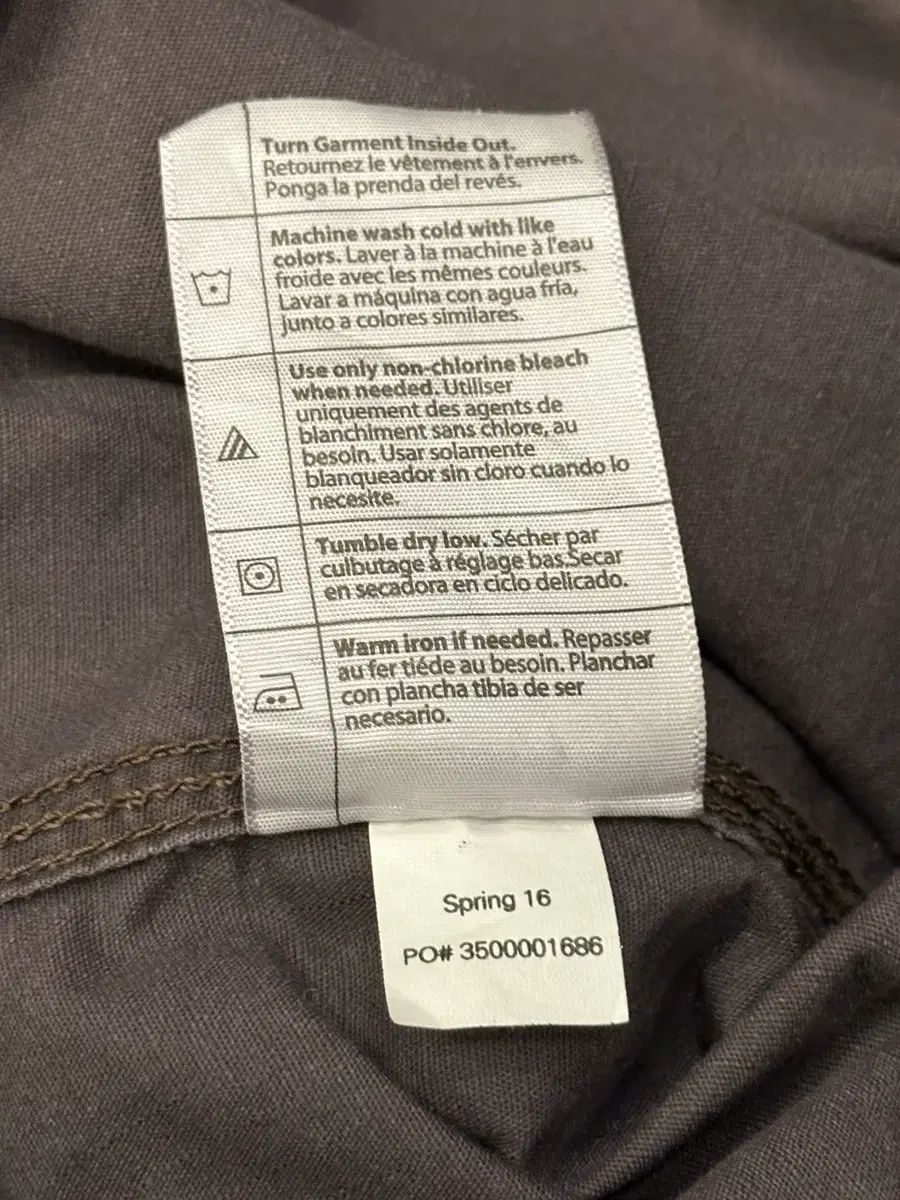 Turn Garment Inside Out.
Retournez le vêtement à l'envers.
Ponga la prenda del revés.
Machine wash cold with like
colors. Laver à la machine à l'eau
froide avec les mêmes couleurs.
Lavar a máquina con agua fría,
junto a colores similares.
Use only non-chlorine bleach
when needed. Utiliser
uniquement des agents de
blanchiment sans chlore, au
besoin. Usar solamente
blanqueador sin cloro cuando lo
necesite.
Tumble dry low. Sécher par
culbutage à réglage bas.Secar
en secadora en ciclo delicado.
Warm iron if needed. Repasser
au fer tiéde au besoin. Planchar
con plancha tibia de ser
necesario.
Spring 16
PO# 3500001686